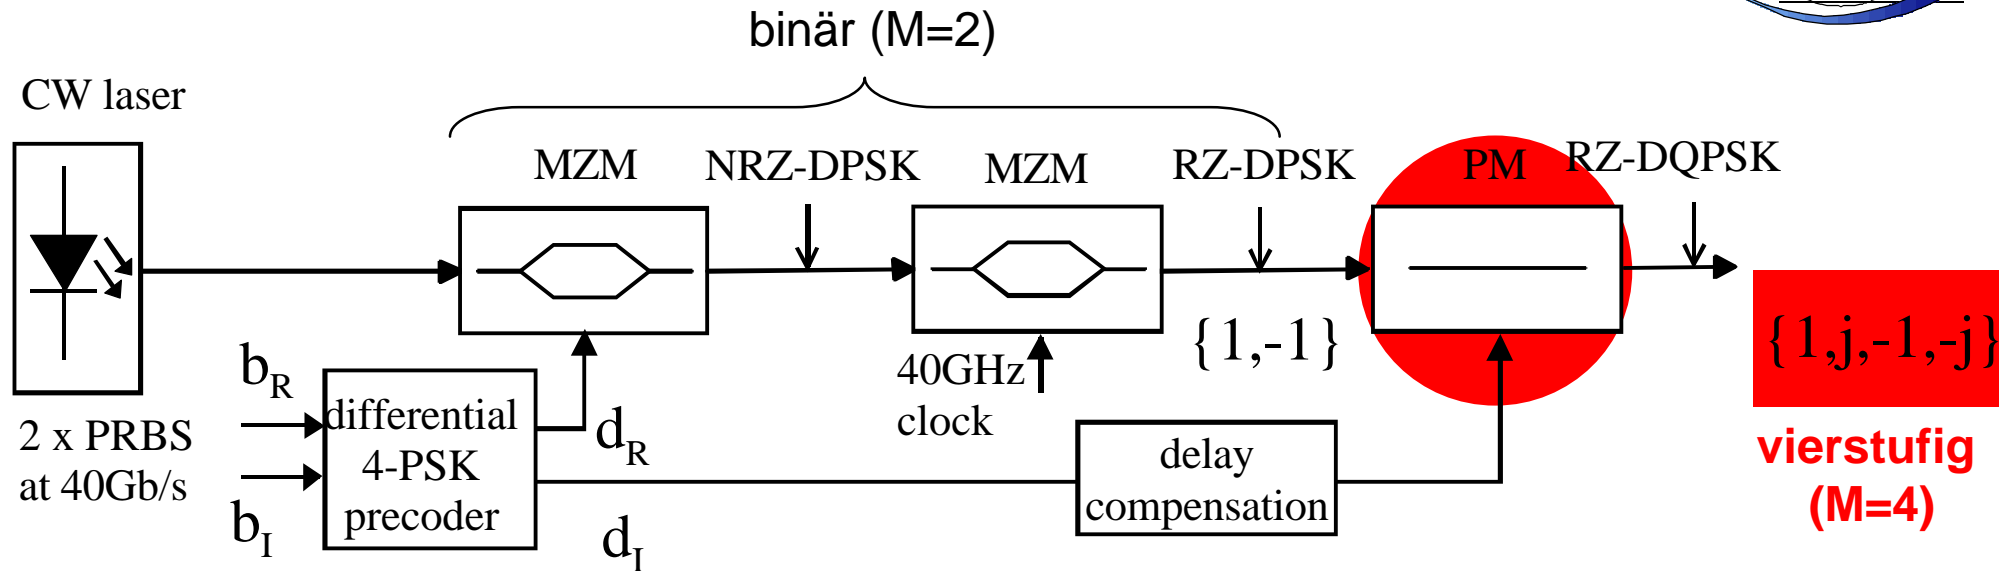 binär (M=2)
CW laser
MZM
NRZ-DPSK
MZM
RZ-DPSK
PM
RZ-DQPSK
{1,-1}
{1,j,-1,-j}
40GHz
clock
b_R
2 x PRBS
at 40Gb/s
b_I
differential
4-PSK
precoder
d_R
d_I
delay
compensation
vierstufig
(M=4)